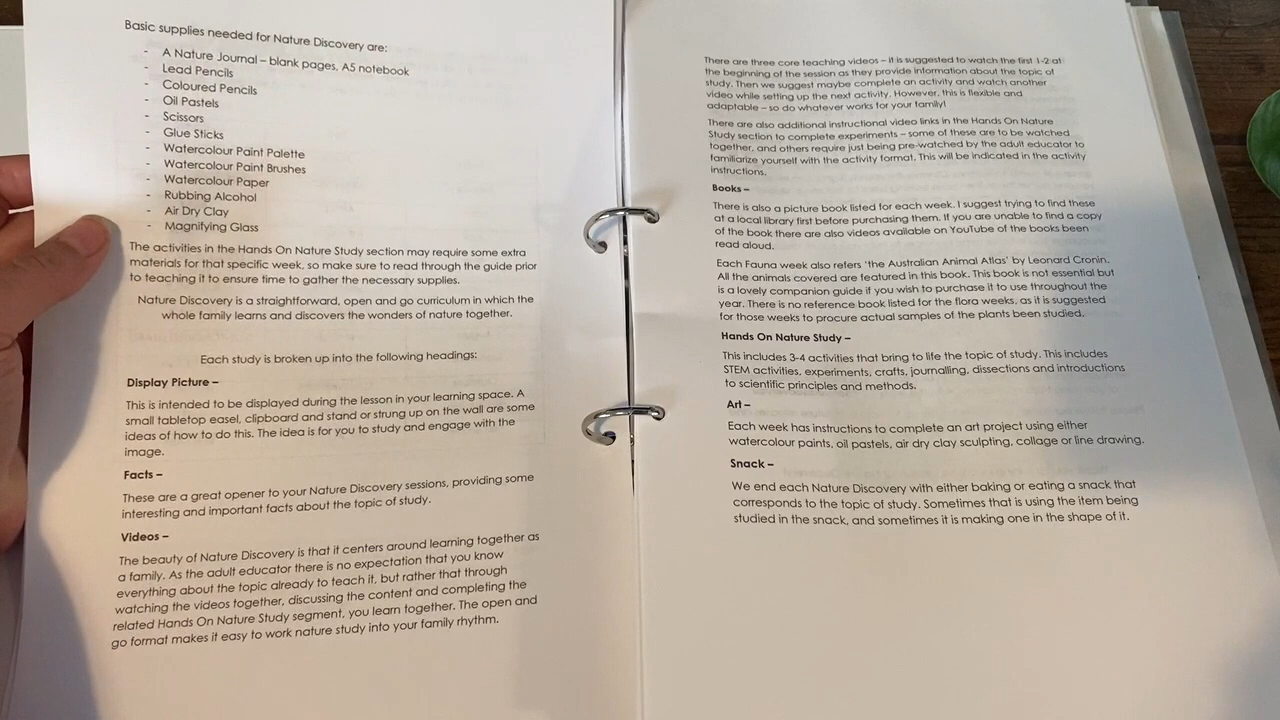 Basic supplies needed for Nature Discovery are:
- A Nature Journal – blank pages, A5 notebook
- Lead Pencils
- Coloured Pencils
- Oil Pastels
- Scissors
- Glue Sticks
- Watercolour Paint Palette
- Watercolour Paint Brushes
- Watercolour Paper
- Rubbing Alcohol
- Air Dry Clay
- Magnifying Glass
The activities in the Hands On Nature Study section may require some extra
materials for that specific week, so make sure to read through the guide prior
to teaching it to ensure time to gather the necessary supplies.
Nature Discovery is a straightforward, open and go curriculum in which the
whole family learns and discovers the wonders of nature together.
Each study is broken up into the following headings:
Display Picture –
This is intended to be displayed during the lesson in your learning space. A
small tabletop easel, clipboard and stand or strung up on the wall are some
ideas of how to do this. The idea is for you to study and engage with the
image.
Facts –
These are a great opener to your Nature Discovery sessions, providing some
interesting and important facts about the topic of study.
Videos –
The beauty of Nature Discovery is that it centers around learning together as
a family. As the adult educator there is no expectation that you know
everything about the topic already to teach it, but rather that through
watching the videos together, discussing the content and completing the
related Hands On Nature Study segment, you learn together. The open and
go format makes it easy to work nature study into your family rhythm.
There are three core teaching videos – it is suggested to watch the first 1-2 at
the beginning of the session as they provide information about the topic of
study. Then we suggest maybe complete an activity and watch another
video while setting up the next activity. However, this is flexible and
adaptable – so do whatever works for your family!
There are also additional instructional video links in the Hands On Nature
Study section to complete experiments – some of these are to be watched
together, and others require just being pre-watched by the adult educator to
familiarize yourself with the activity format. This will be indicated in the activity
instructions.
Books –
There is also a picture book listed for each week. I suggest trying to find these
at a local library first before purchasing them. If you are unable to find a copy
of the book there are also videos available on YouTube of the books been
read aloud.
Each Fauna week also refers 'the Australian Animal Atlas' by Leonard Cronin.
All the animals covered are featured in this book. This book is not essential but
is a lovely companion guide if you wish to purchase it to use throughout the
year. There is no reference book listed for the flora weeks, as it is suggested
for those weeks to procure actual samples of the plants been studied.
Hands On Nature Study –
This includes 3-4 activities that bring to life the topic of study. This includes
STEM activities, experiments, crafts, journalling, dissections and introductions
to scientific principles and methods.
Art –
Each week has instructions to complete an art project using either
watercolour paints, oil pastels, air dry clay sculpting, collage or line drawing.
Snack –
We end each Nature Discovery with either baking or eating a snack that
corresponds to the topic of study. Sometimes that is using the item being
studied in the snack, and sometimes it is making one in the shape of it.